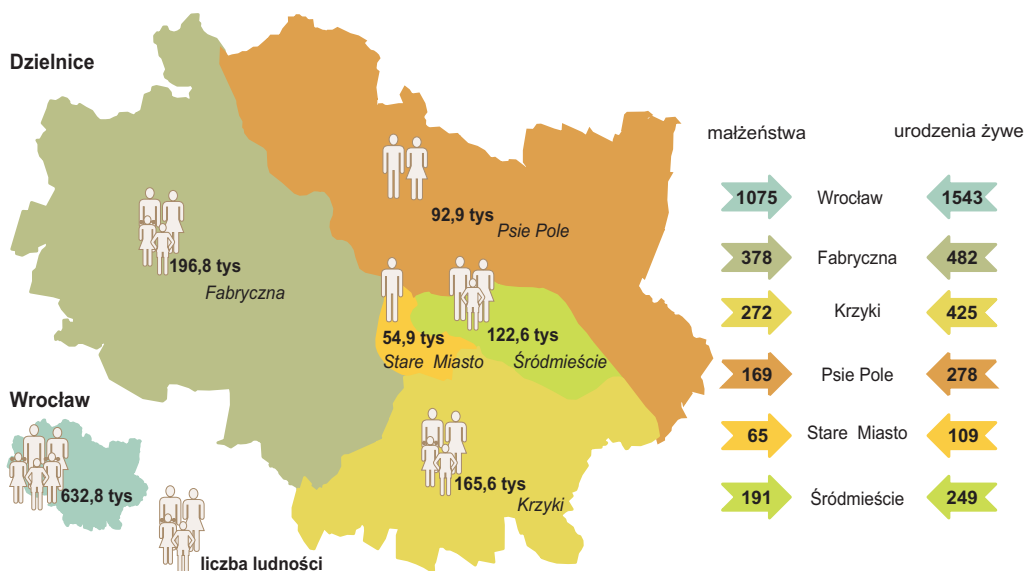 Dzielnice
92,9 tys
Psie Pole
196,8 tys
Fabryczna
54,9 tys
Stare Miasto
122,6 tys
Śródmieście
165,6 tys
Krzyki
Wrocław
632,8 tys
liczba ludności
małżeństwa urodzenia żywe
1075 Wrocław 1543
378 Fabryczna 482
272 Krzyki 425
169 Psie Pole 278
65 Stare Miasto 109
191 Śródmieście 249